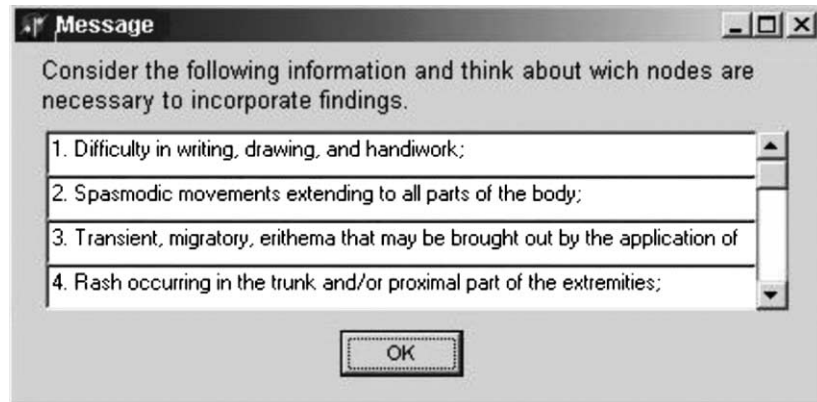 Message
Consider the following information and think about wich nodes are
necessary to incorporate findings.
1. Difficulty in writing, drawing, and handiwork;
2. Spasmodic movements extending to all parts of the body;
3. Transient, migratory, erithema that may be brought out by the application of
4. Rash occurring in the trunk and/or proximal part of the extremities;
OK